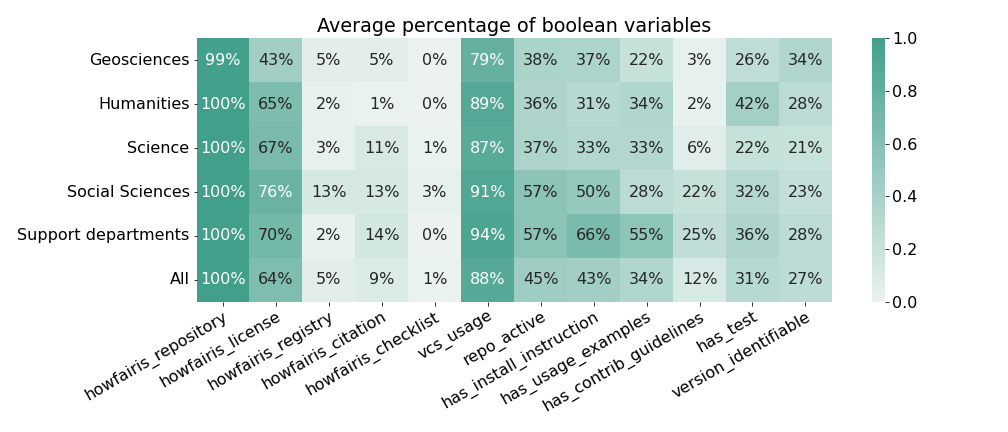 Average percentage of boolean variables
Geosciences 99% 43% 5% 5% 0% 79% 38% 37% 22% 3% 26% 34%
Humanities 100% 65% 2% 1% 0% 89% 36% 31% 34% 2% 42% 28%
Science 100% 67% 3% 11% 1% 87% 37% 33% 33% 6% 22% 21%
Social Sciences 100% 76% 13% 13% 3% 91% 57% 50% 28% 22% 32% 23%
Support departments 100% 70% 2% 14% 0% 94% 57% 66% 55% 25% 36% 28%
All 100% 64% 5% 9% 1% 88% 45% 43% 34% 12% 31% 27%
howfairis_repository
howfairis_license
howfairis_registry
howfairis_citation
howfairis_checklist
vcs_usage
repo_active
has_install_instruction
has_usage_examples
has_contrib_guidelines
has_test
version_identifiable
1.0
0.8
0.6
0.4
0.2
0.0